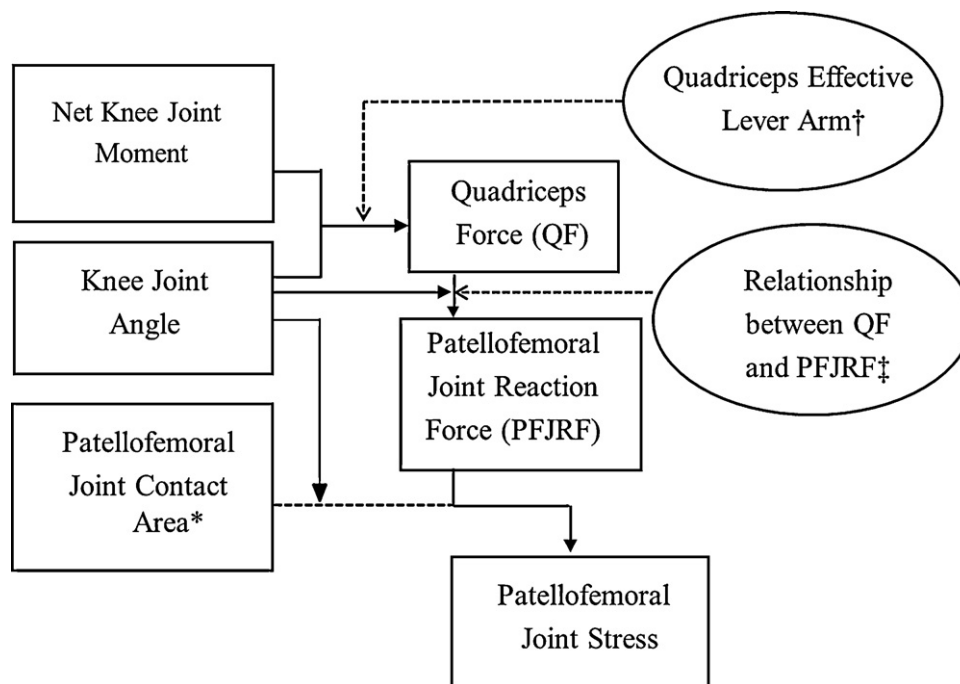 Net Knee Joint
Moment
Quadriceps Effective
Lever Arm†
Quadriceps
Force (QF)
Knee Joint
Angle
Relationship
between QF
and PFJRF‡
Patellofemoral
Joint Reaction
Force (PFJRF)
Patellofemoral
Joint Contact
Area*
Patellofemoral
Joint Stress